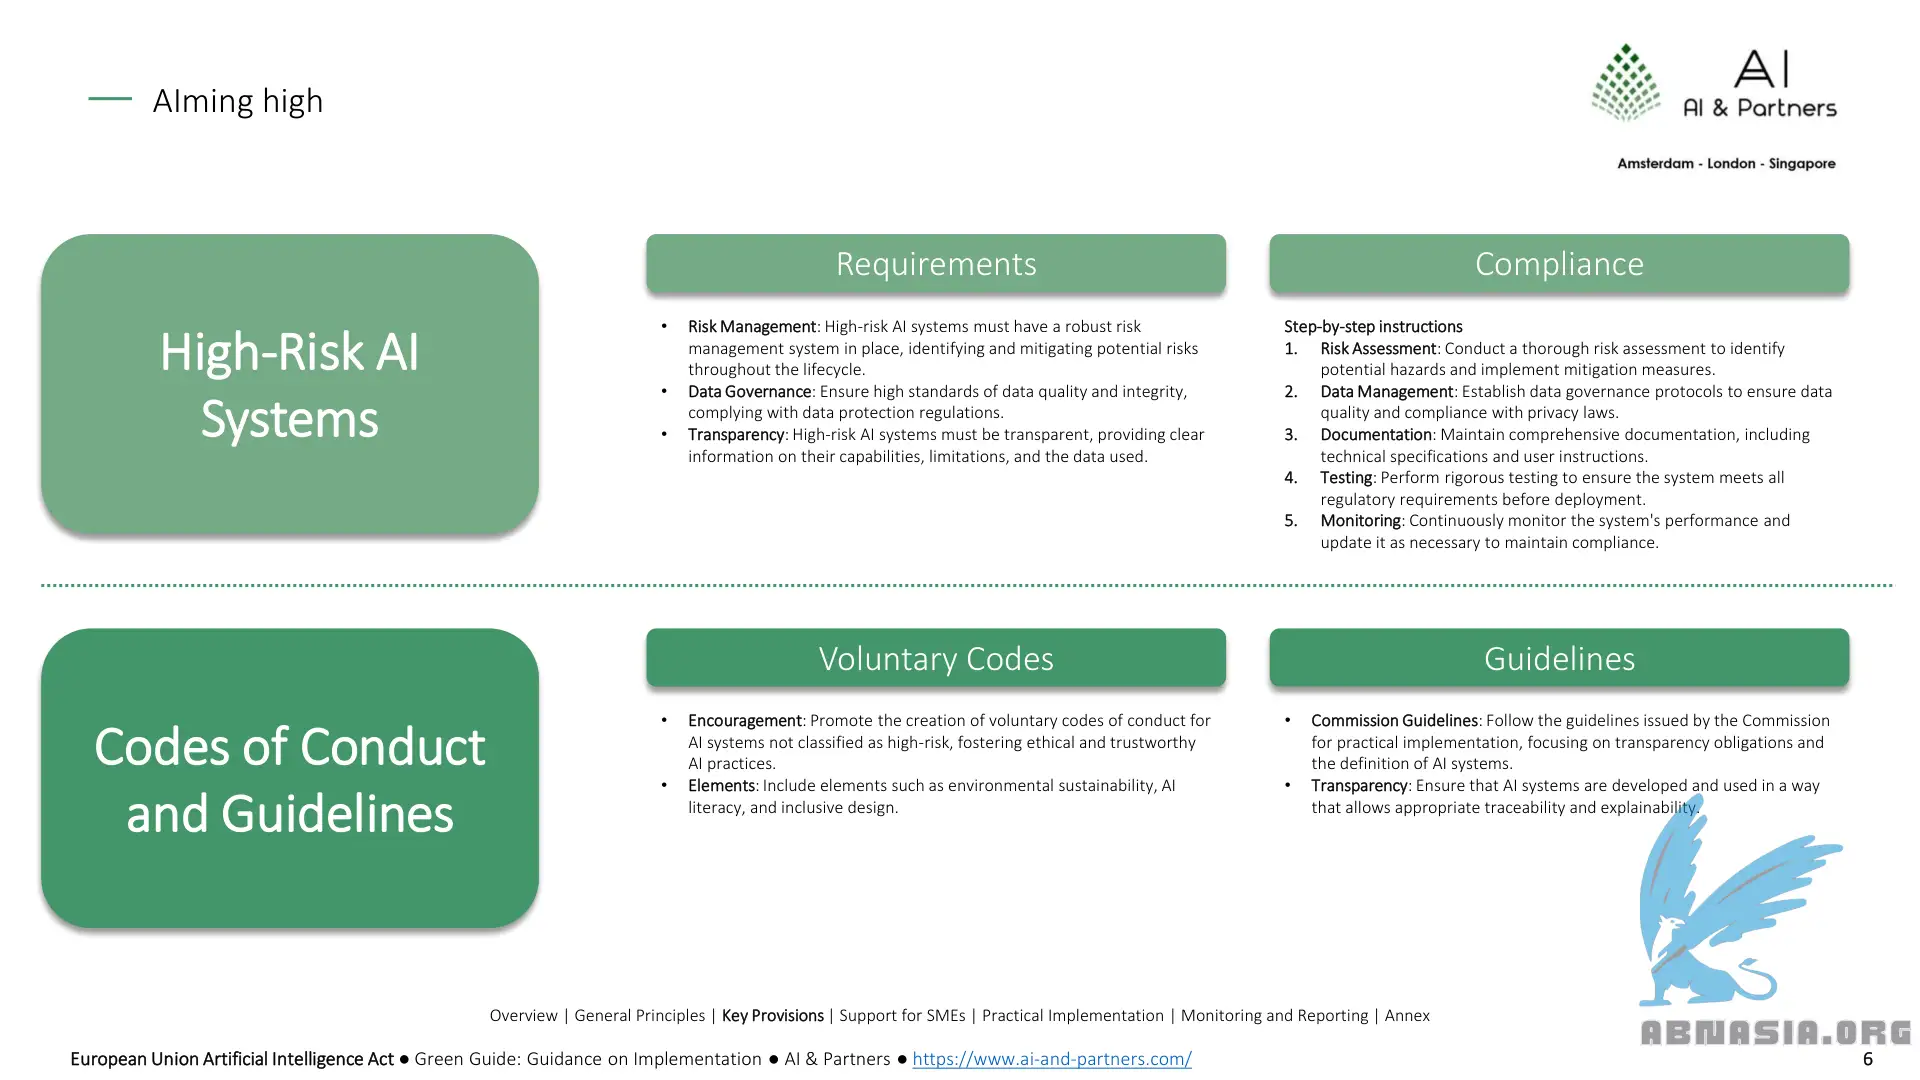 AIming high
AI
AI & Partners
Amsterdam - London - Singapore
High-Risk AI
Systems
Requirements
• Risk Management: High-risk AI systems must have a robust risk
management system in place, identifying and mitigating potential risks
throughout the lifecycle.
• Data Governance: Ensure high standards of data quality and integrity,
complying with data protection regulations.
• Transparency: High-risk AI systems must be transparent, providing clear
information on their capabilities, limitations, and the data used.
Compliance
Step-by-step instructions
1. Risk Assessment: Conduct a thorough risk assessment to identify
potential hazards and implement mitigation measures.
2. Data Management: Establish data governance protocols to ensure data
quality and compliance with privacy laws.
3. Documentation: Maintain comprehensive documentation, including
technical specifications and user instructions.
4. Testing: Perform rigorous testing to ensure the system meets all
regulatory requirements before deployment.
5. Monitoring: Continuously monitor the system's performance and
update it as necessary to maintain compliance.
Codes of Conduct
and Guidelines
Voluntary Codes
• Encouragement: Promote the creation of voluntary codes of conduct for
AI systems not classified as high-risk, fostering ethical and trustworthy
AI practices.
• Elements: Include elements such as environmental sustainability, AI
literacy, and inclusive design.
Guidelines
• Commission Guidelines: Follow the guidelines issued by the Commission
for practical implementation, focusing on transparency obligations and
the definition of AI systems.
• Transparency: Ensure that AI systems are developed and used in a way
that allows appropriate traceability and explainability.
ABNASIA.ORG
Overview | General Principles | Key Provisions | Support for SMEs | Practical Implementation | Monitoring and Reporting | Annex
European Union Artificial Intelligence Act ● Green Guide: Guidance on Implementation ● AI & Partners ● https://www.ai-and-partners.com/
6